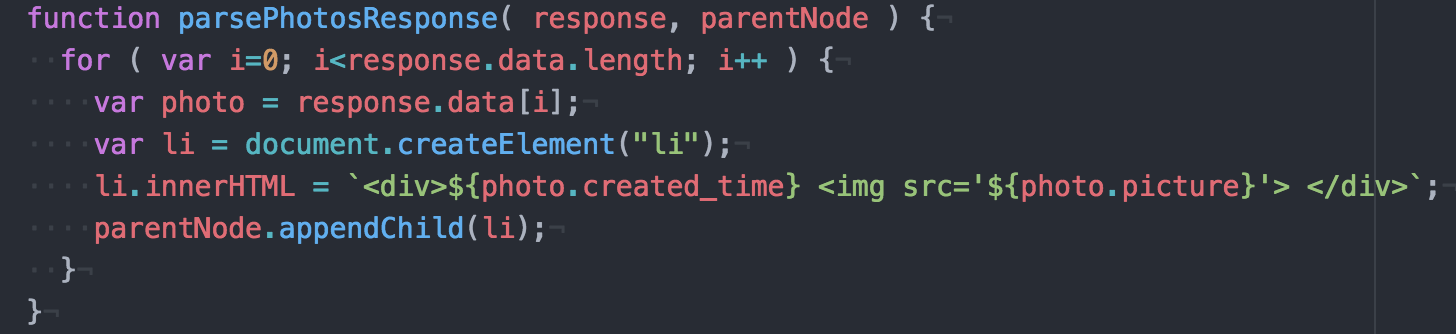 function parsePhotosResponse( response, parentNode ) {¬
··for ( var i=0; i<response.data.length; i++ ) {¬
····var photo = response.data[i];¬
····var li = document.createElement("li");¬
····li.innerHTML = `<div>${photo.created_time} <img src='${photo.picture}'> </div>`;¬
····parentNode.appendChild(li);¬
··}¬
}¬